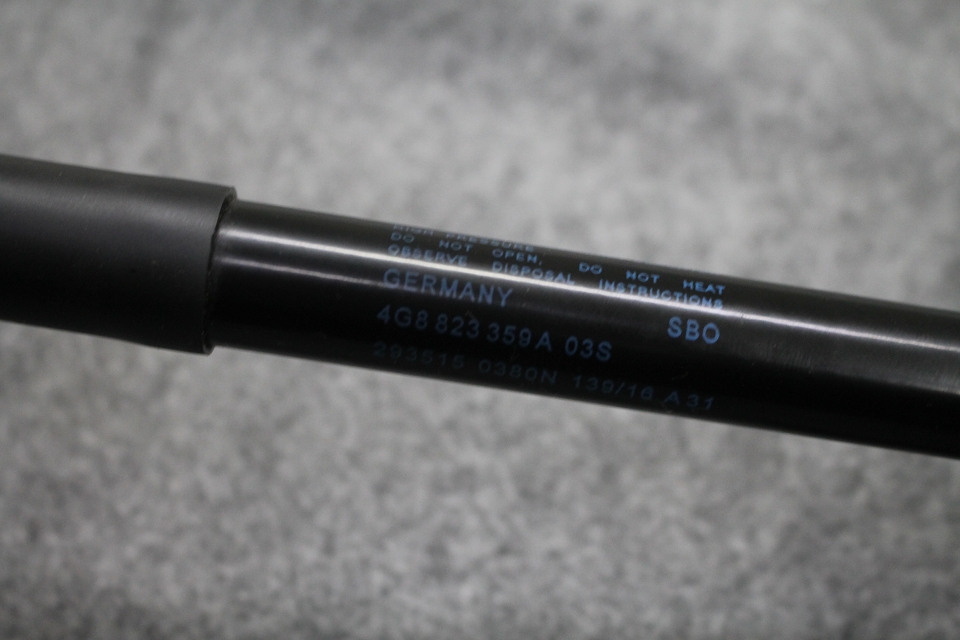 HIGH PRESSURE
DO NOT OPEN, DO NOT HEAT
OBSERVE DISPOSAL INSTRUCTIONS
GERMANY SBO
4G8 823 359 A 03S
293515 0380N 139/16 A31